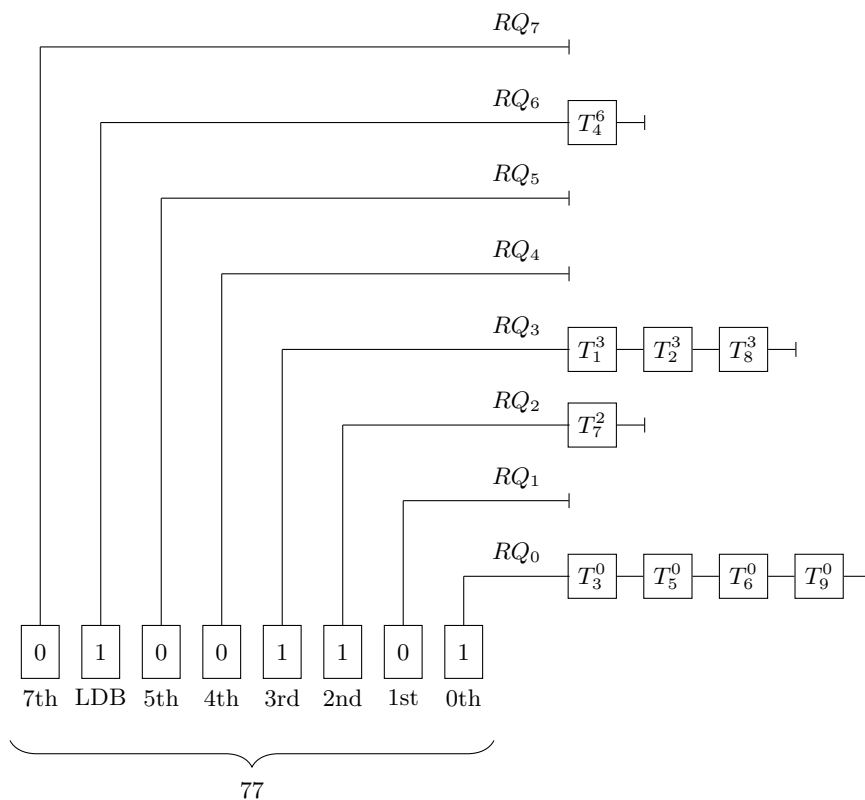 RQ₇
RQ₆
T₄⁶
RQ₅
RQ₄
RQ₃
T₁³ T₂³ T₈³
RQ₂
T₇²
RQ₁
RQ₀
T₃⁰ T₅⁰ T₆⁰ T₉⁰
0 1 0 0 1 1 0 1
7th LDB 5th 4th 3rd 2nd 1st 0th
77